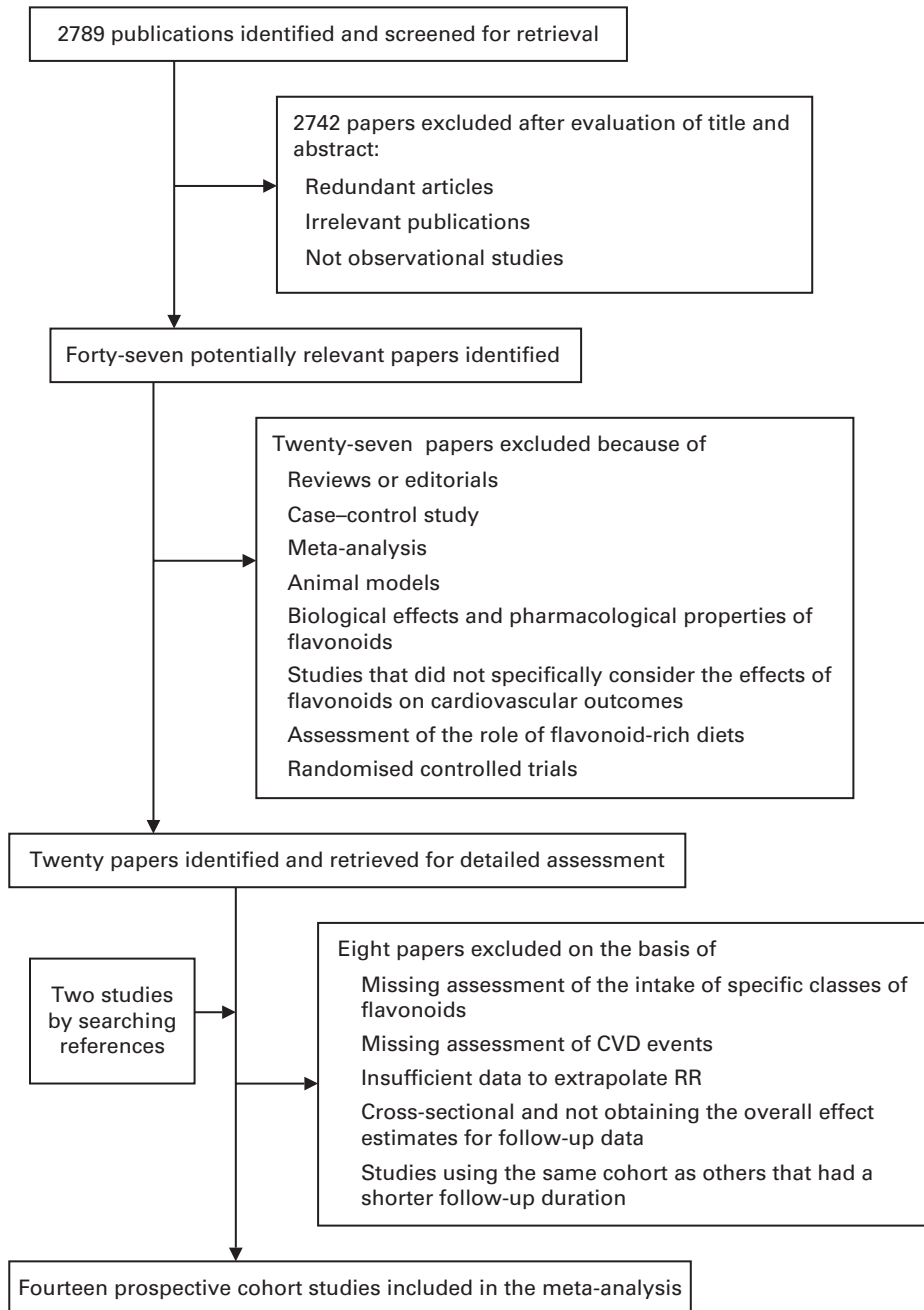 2789 publications identified and screened for retrieval
2742 papers excluded after evaluation of title and
abstract:
Redundant articles
Irrelevant publications
Not observational studies
Forty-seven potentially relevant papers identified
Twenty-seven papers excluded because of
Reviews or editorials
Case–control study
Meta-analysis
Animal models
Biological effects and pharmacological properties of
flavonoids
Studies that did not specifically consider the effects of
flavonoids on cardiovascular outcomes
Assessment of the role of flavonoid-rich diets
Randomised controlled trials
Twenty papers identified and retrieved for detailed assessment
Two studies
by searching
references
Eight papers excluded on the basis of
Missing assessment of the intake of specific classes of
flavonoids
Missing assessment of CVD events
Insufficient data to extrapolate RR
Cross-sectional and not obtaining the overall effect
estimates for follow-up data
Studies using the same cohort as others that had a
shorter follow-up duration
Fourteen prospective cohort studies included in the meta-analysis